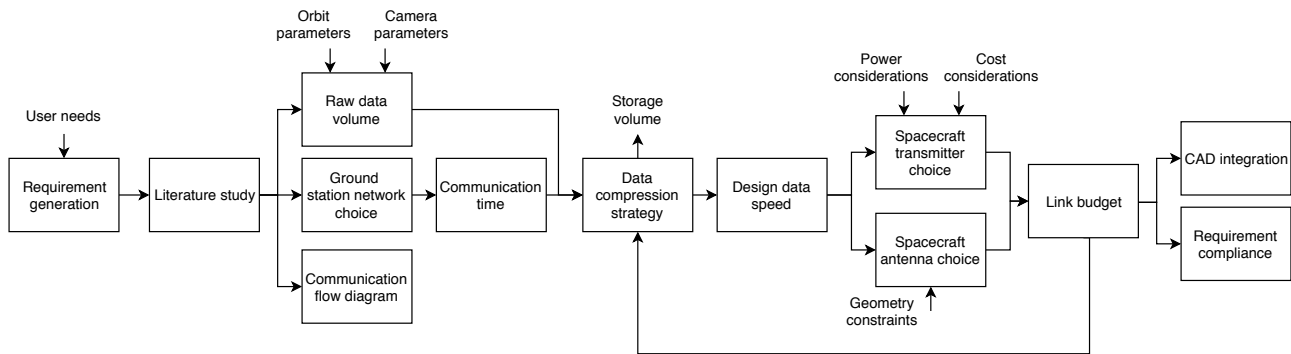 Orbit
parameters
Camera
parameters
Power
considerations
Cost
considerations
User needs
Raw data
volume
Storage
volume
Spacecraft
transmitter
choice
CAD integration
Requirement
generation
Literature study
Ground
station network
choice
Communication
time
Data
compression
strategy
Design data
speed
Link budget
Spacecraft
antenna choice
Requirement
compliance
Communication
flow diagram
Geometry
constraints